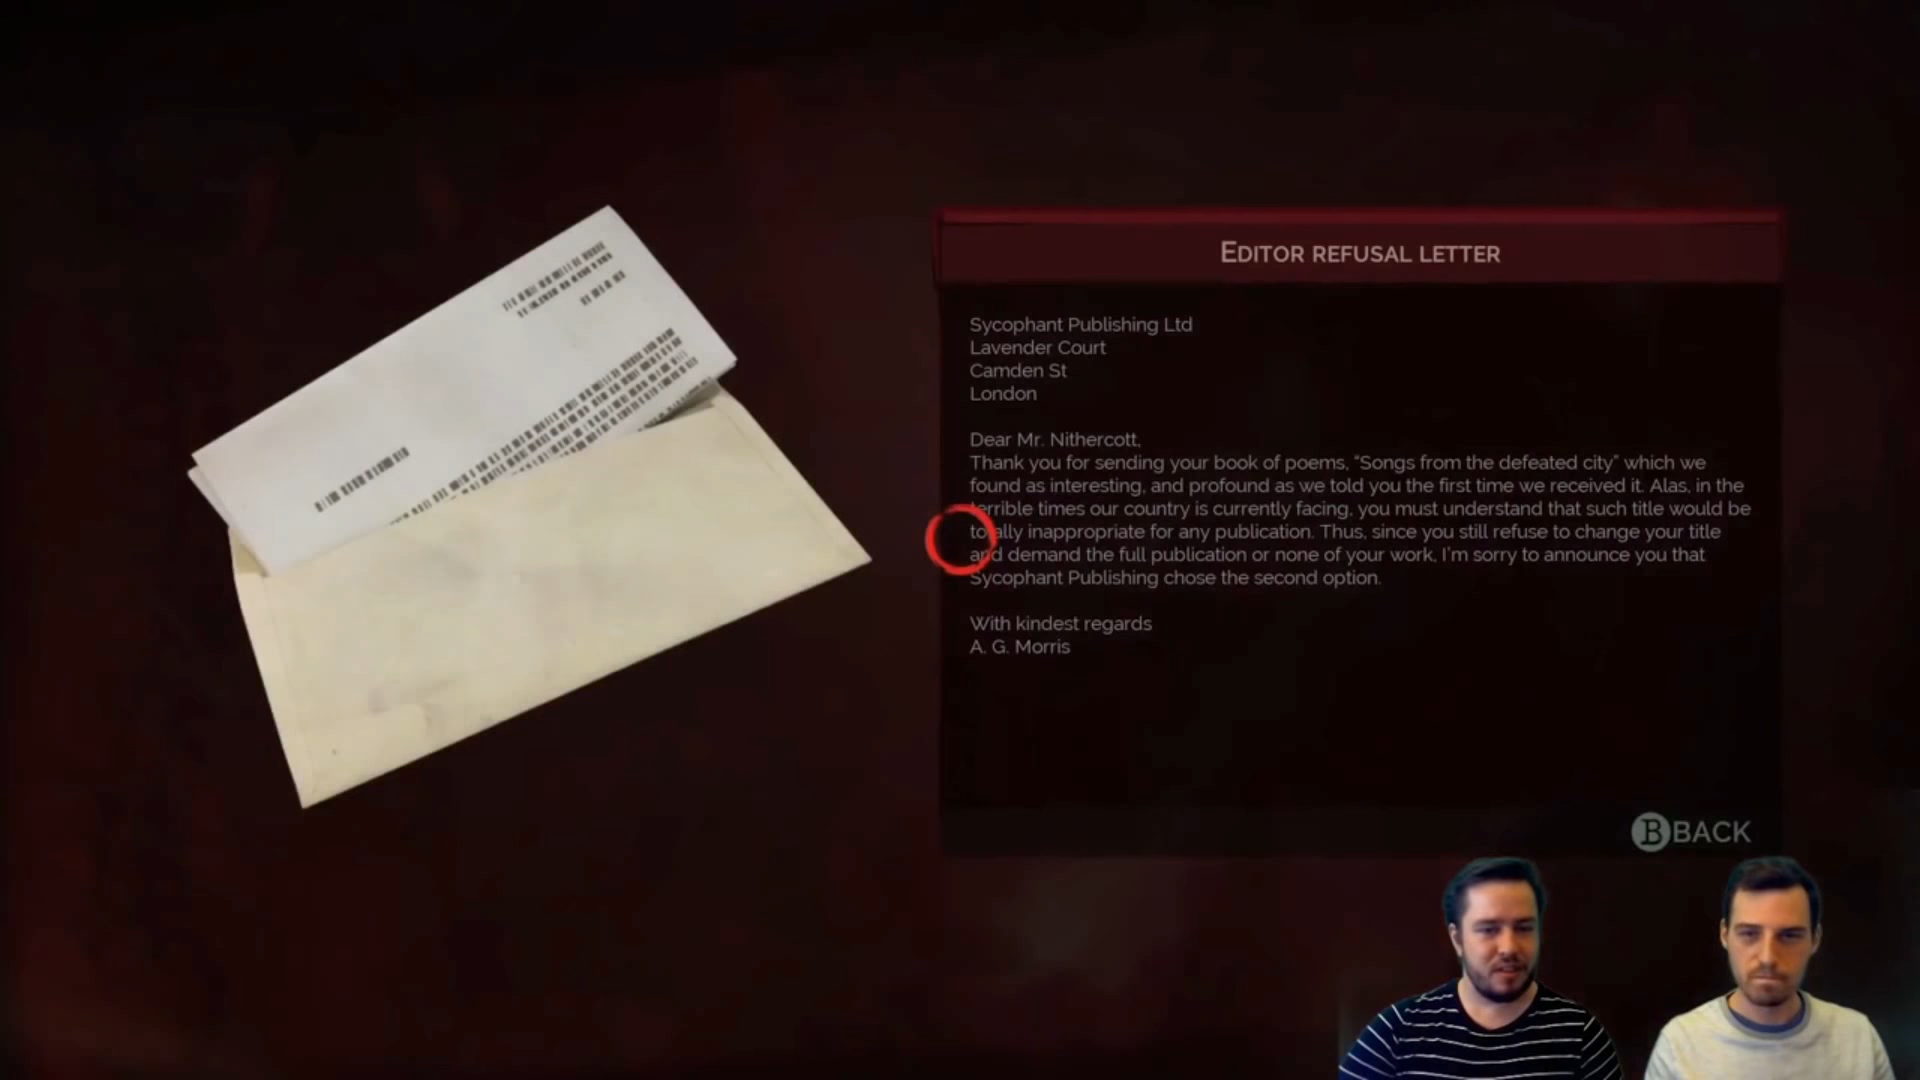 EDITOR REFUSAL LETTER
Sycophant Publishing Ltd
Lavender Court
Camden St
London
Dear Mr. Nithercott,
Thank you for sending your book of poems, “Songs from the defeated city” which we
found as interesting, and profound as we told you the first time we received it. Alas, in the
terrible times our country is currently facing, you must understand that such title would be
totally inappropriate for any publication. Thus, since you still refuse to change your title
and demand the full publication or none of your work, I'm sorry to announce you that
Sycophant Publishing chose the second option.
With kindest regards
A. G. Morris
B BACK